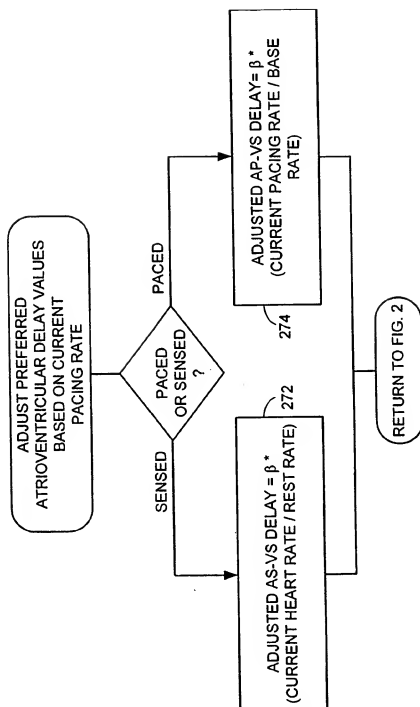 ADJUST PREFERRED
ATRIOVENTRICULAR DELAY VALUES
BASED ON CURRENT
PACING RATE
PACED
OR SENSED
?
SENSED
PACED
272
ADJUSTED AS-VS DELAY = β*
(CURRENT HEART RATE / REST RATE)
274
ADJUSTED AP-VS DELAY= β*
(CURRENT PACING RATE / BASE
RATE)
RETURN TO FIG. 2